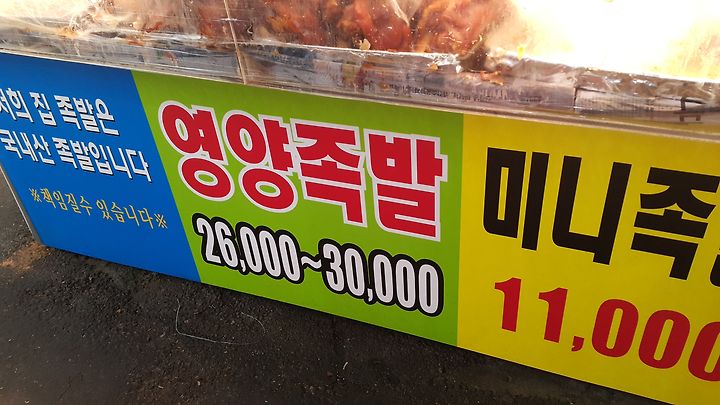 저희 집 족발은
국내산 족발입니다
※책임질수 있습니다※
영양족발
26,000~30,000
미니족
11,000